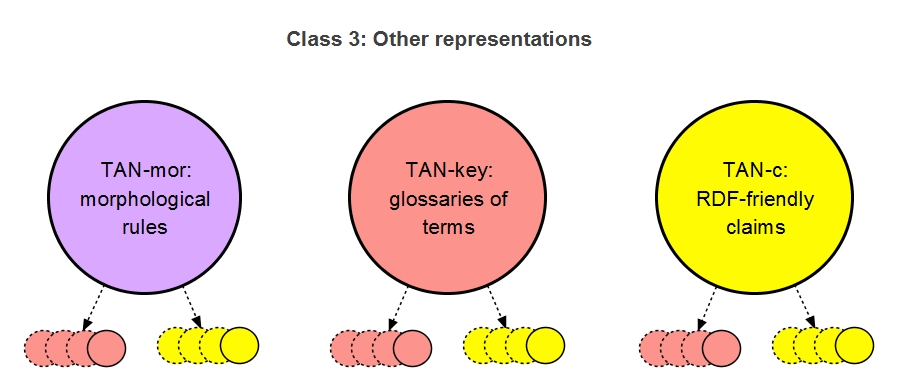 Class 3: Other representations
TAN-mor:
morphological
rules
TAN-key:
glossaries of
terms
TAN-c:
RDF-friendly
claims